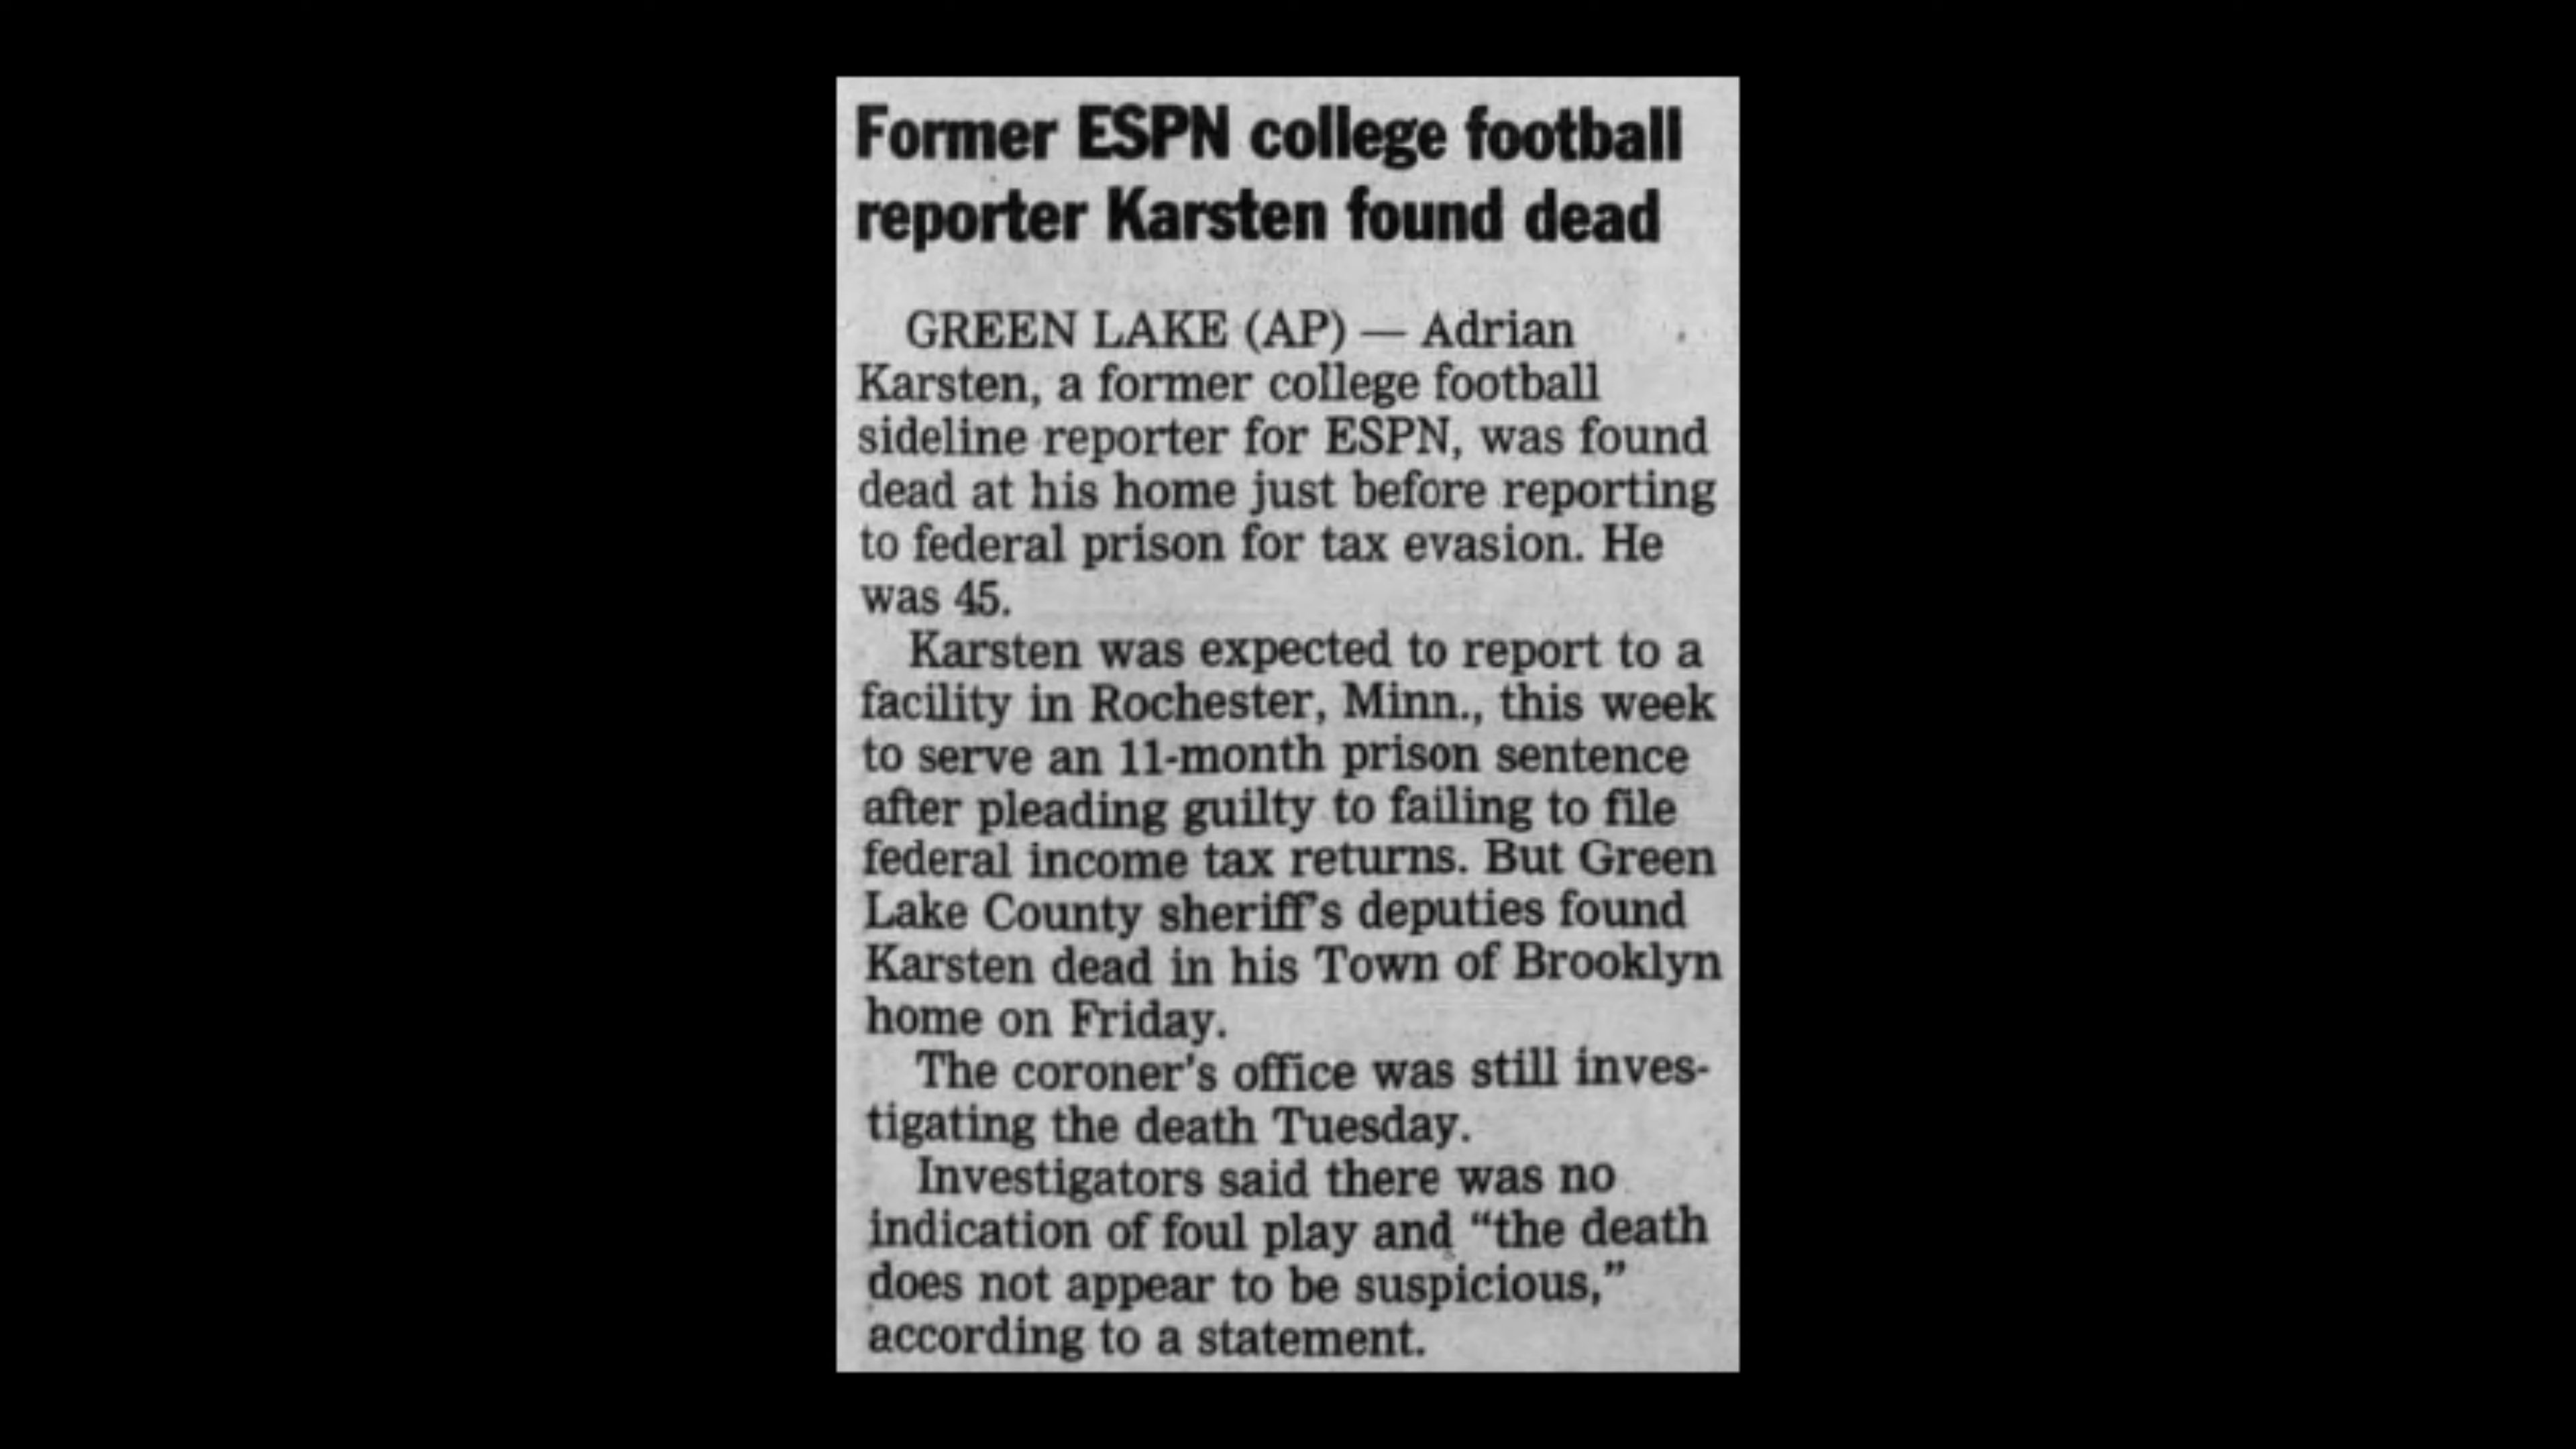 Former ESPN college football
reporter Karsten found dead
GREEN LAKE (AP) — Adrian
Karsten, a former college football
sideline reporter for ESPN, was found
dead at his home just before reporting
to federal prison for tax evasion. He
was 45.
Karsten was expected to report to a
facility in Rochester, Minn., this week
to serve an 11-month prison sentence
after pleading guilty to failing to file
federal income tax returns. But Green
Lake County sheriff's deputies found
Karsten dead in his Town of Brooklyn
home on Friday.
The coroner's office was still inves-
tigating the death Tuesday.
Investigators said there was no
indication of foul play and “the death
does not appear to be suspicious,”
according to a statement.